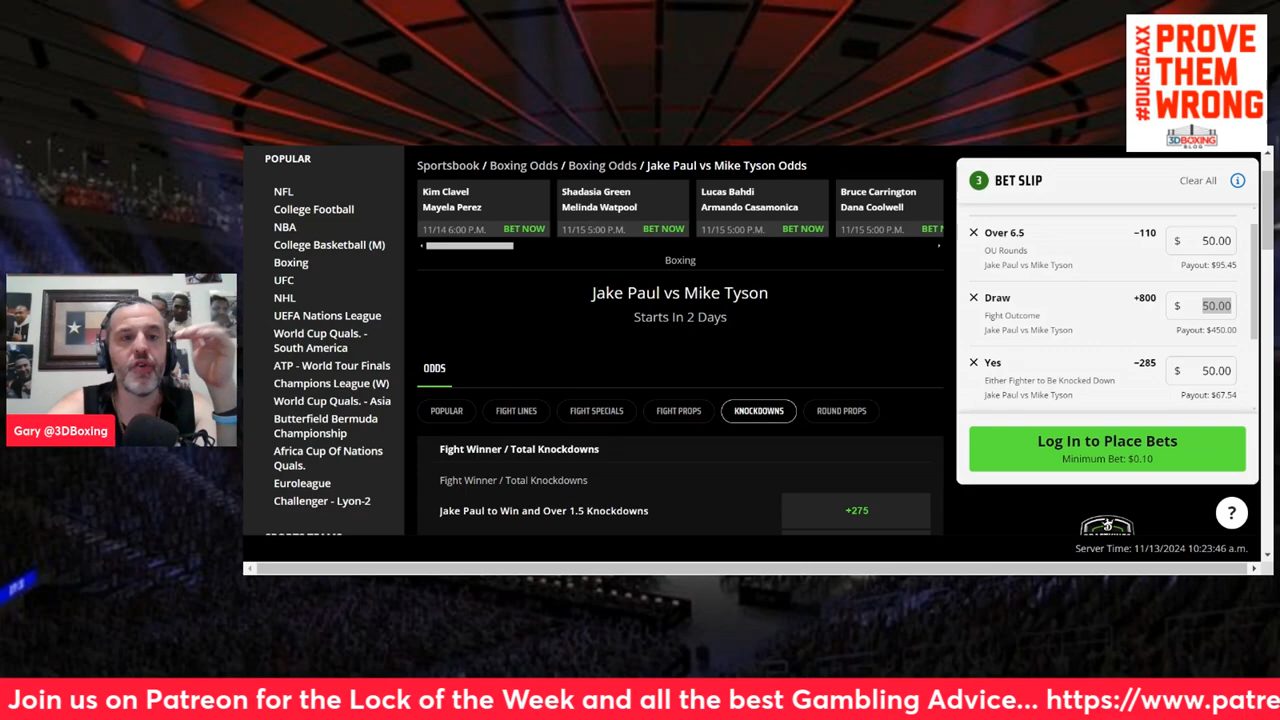 #DUKEDAXX
PROVE
THEM
WRONG
3DBOXING
BLOG
POPULAR
NFL
College Football
NBA
College Basketball (M)
Boxing
UFC
NHL
UEFA Nations League
World Cup Quals. -
South America
ATP - World Tour Finals
Champions League (W)
World Cup Quals. - Asia
Butterfield Bermuda
Championship
Africa Cup Of Nations
Quals.
Euroleague
Challenger - Lyon-2
Sportsbook / Boxing Odds / Boxing Odds / Jake Paul vs Mike Tyson Odds
Kim Clavel
Mayela Perez
11/14 6:00 P.M. BET NOW
Shadasia Green
Melinda Watpool
11/15 5:00 P.M. BET NOW
Lucas Bahdi
Armando Casamonica
11/15 5:00 P.M. BET NOW
Bruce Carrington
Dana Coolwell
11/15 5:00 P.M. BET N
Boxing
Jake Paul vs Mike Tyson
Starts In 2 Days
ODDS
POPULAR FIGHT LINES FIGHT SPECIALS FIGHT PROPS KNOCKDOWNS ROUND PROPS
Fight Winner / Total Knockdowns
Fight Winner / Total Knockdowns
Jake Paul to Win and Over 1.5 Knockdowns +275
3 BET SLIP Clear All
Over 6.5 −110 $ 50.00
OU Rounds
Jake Paul vs Mike Tyson Payout: $95.45
Draw +800 $ 50.00
Fight Outcome
Jake Paul vs Mike Tyson Payout: $450.00
Yes −285 $ 50.00
Either Fighter to Be Knocked Down
Jake Paul vs Mike Tyson Payout: $67.54
Log In to Place Bets
Minimum Bet: $0.10
?
Server Time: 11/13/2024 10:23:46 a.m.
Gary @3DBoxing
Join us on Patreon for the Lock of the Week and all the best Gambling Advice... https://www.patre